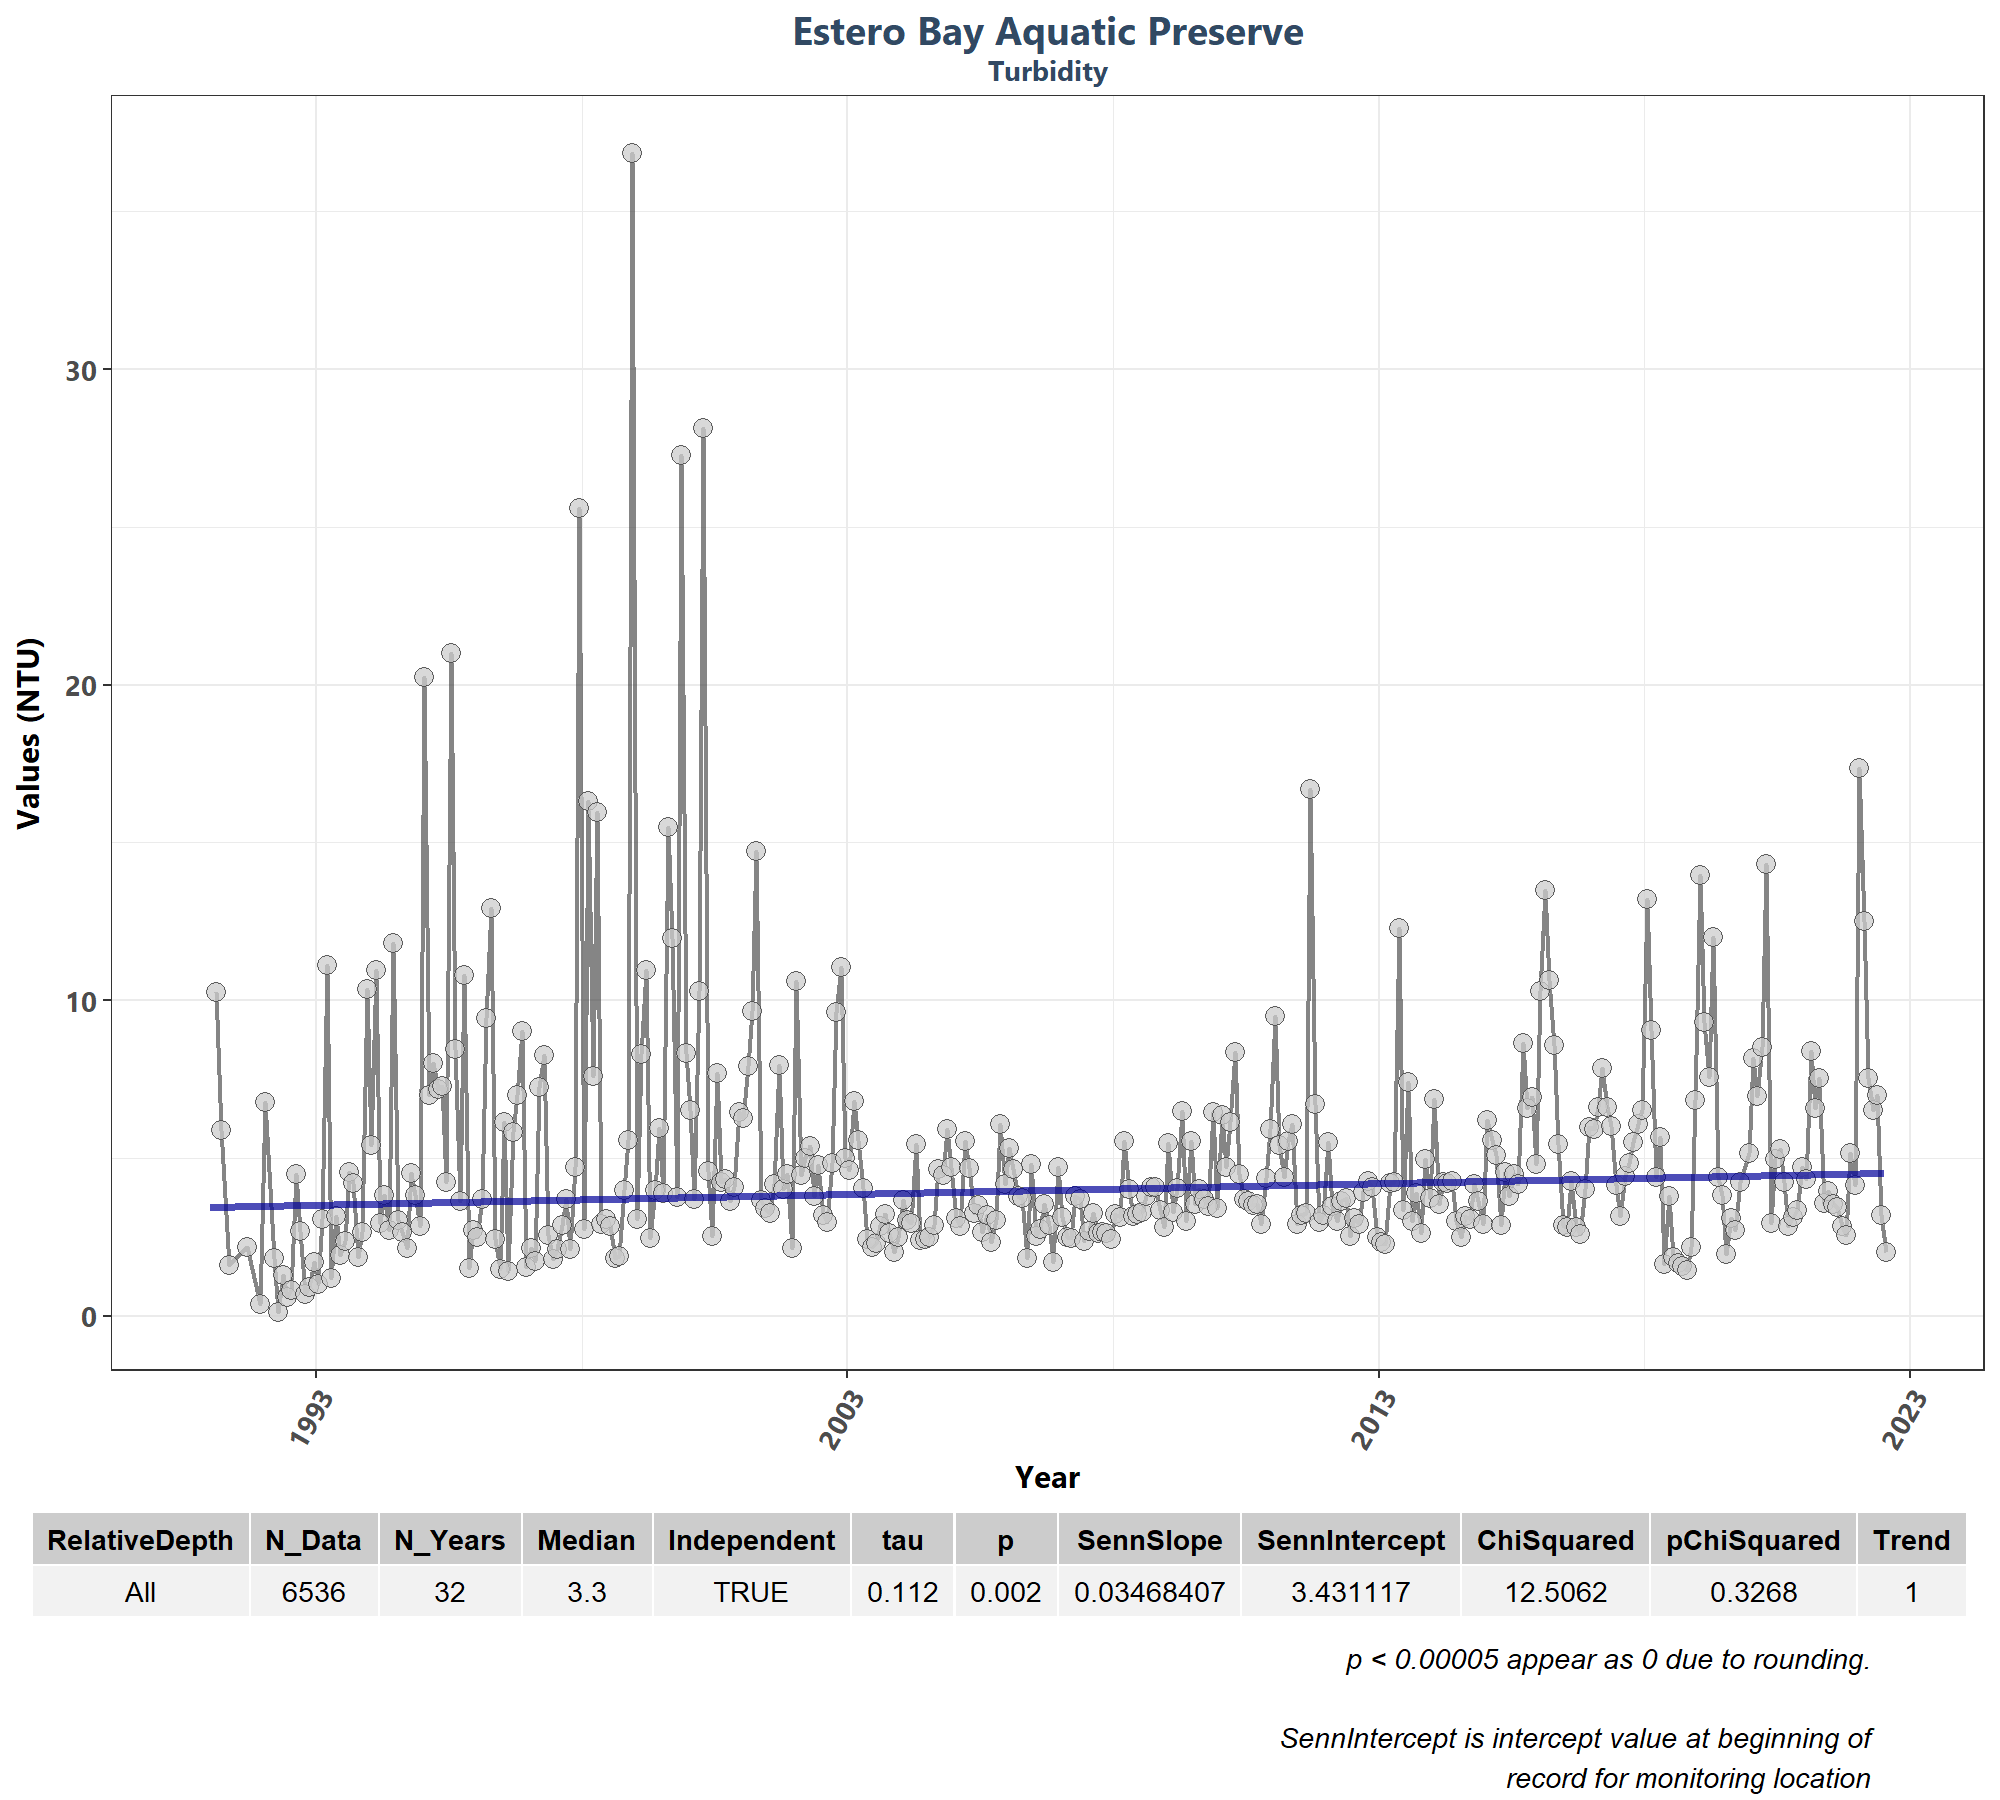 Estero Bay Aquatic Preserve
Turbidity
Values (NTU)
30
20
10
0
1993 2003 2013 2023
Year
RelativeDepth N_Data N_Years Median Independent tau p SennSlope SennIntercept ChiSquared pChiSquared Trend
All 6536 32 3.3 TRUE 0.112 0.002 0.03468407 3.431117 12.5062 0.3268 1
p < 0.00005 appear as 0 due to rounding.
SennIntercept is intercept value at beginning of
record for monitoring location